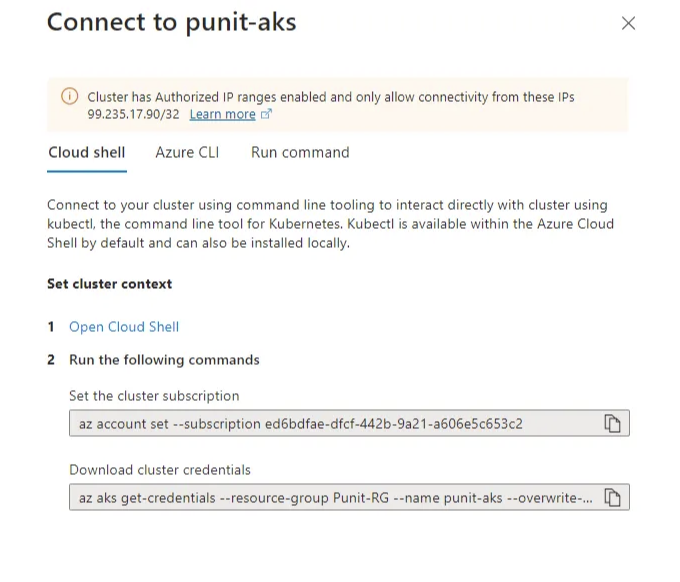 Connect to punit-aks
Cluster has Authorized IP ranges enabled and only allow connectivity from these IPs
99.235.17.90/32 Learn more
Cloud shell Azure CLI Run command
Connect to your cluster using command line tooling to interact directly with cluster using
kubectl, the command line tool for Kubernetes. Kubectl is available within the Azure Cloud
Shell by default and can also be installed locally.
Set cluster context
1 Open Cloud Shell
2 Run the following commands
Set the cluster subscription
az account set --subscription ed6bdfae-dfcf-442b-9a21-a606e5c653c2
Download cluster credentials
az aks get-credentials --resource-group Punit-RG --name punit-aks --overwrite-...